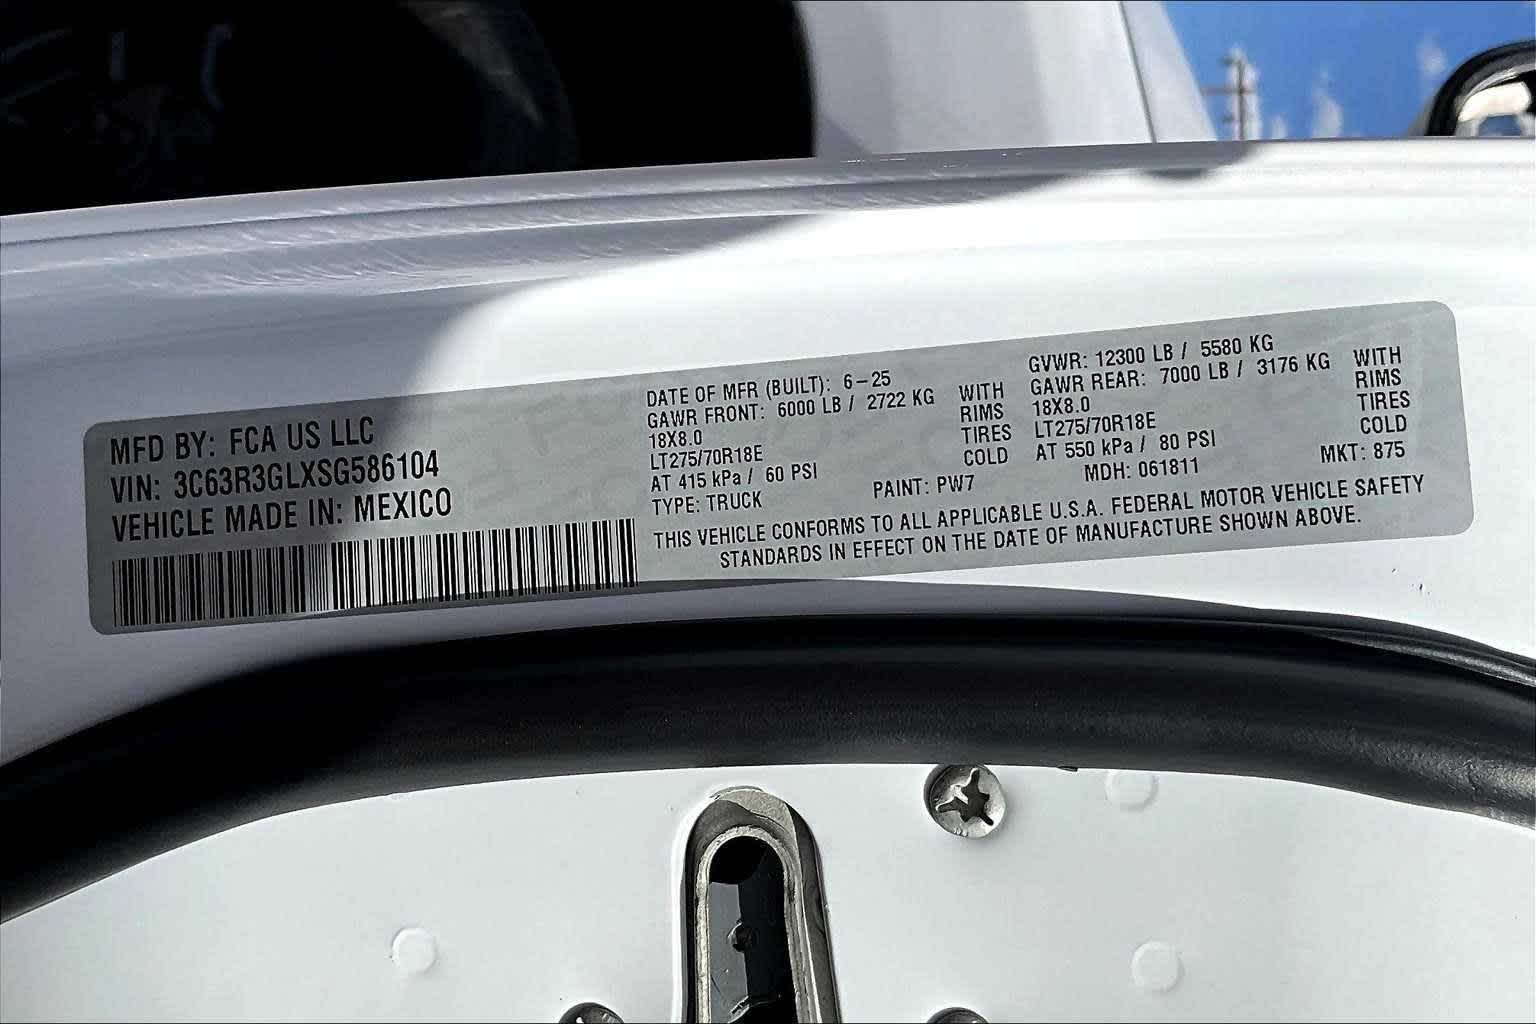 MFD BY: FCA US LLC
VIN: 3C63R3GLXSG586104
VEHICLE MADE IN: MEXICO
DATE OF MFR (BUILT): 6-25
GAWR FRONT: 6000 LB / 2722 KG WITH
18X8.0 RIMS
LT275/70R18E TIRES
AT 415 kPa / 60 PSI COLD
TYPE: TRUCK PAINT: PW7
GVWR: 12300 LB / 5580 KG
GAWR REAR: 7000 LB / 3176 KG WITH
18X8.0 RIMS
LT275/70R18E TIRES
AT 550 kPa / 80 PSI COLD
MDH: 061811 MKT: 875
THIS VEHICLE CONFORMS TO ALL APPLICABLE U.S.A. FEDERAL MOTOR VEHICLE SAFETY
STANDARDS IN EFFECT ON THE DATE OF MANUFACTURE SHOWN ABOVE.